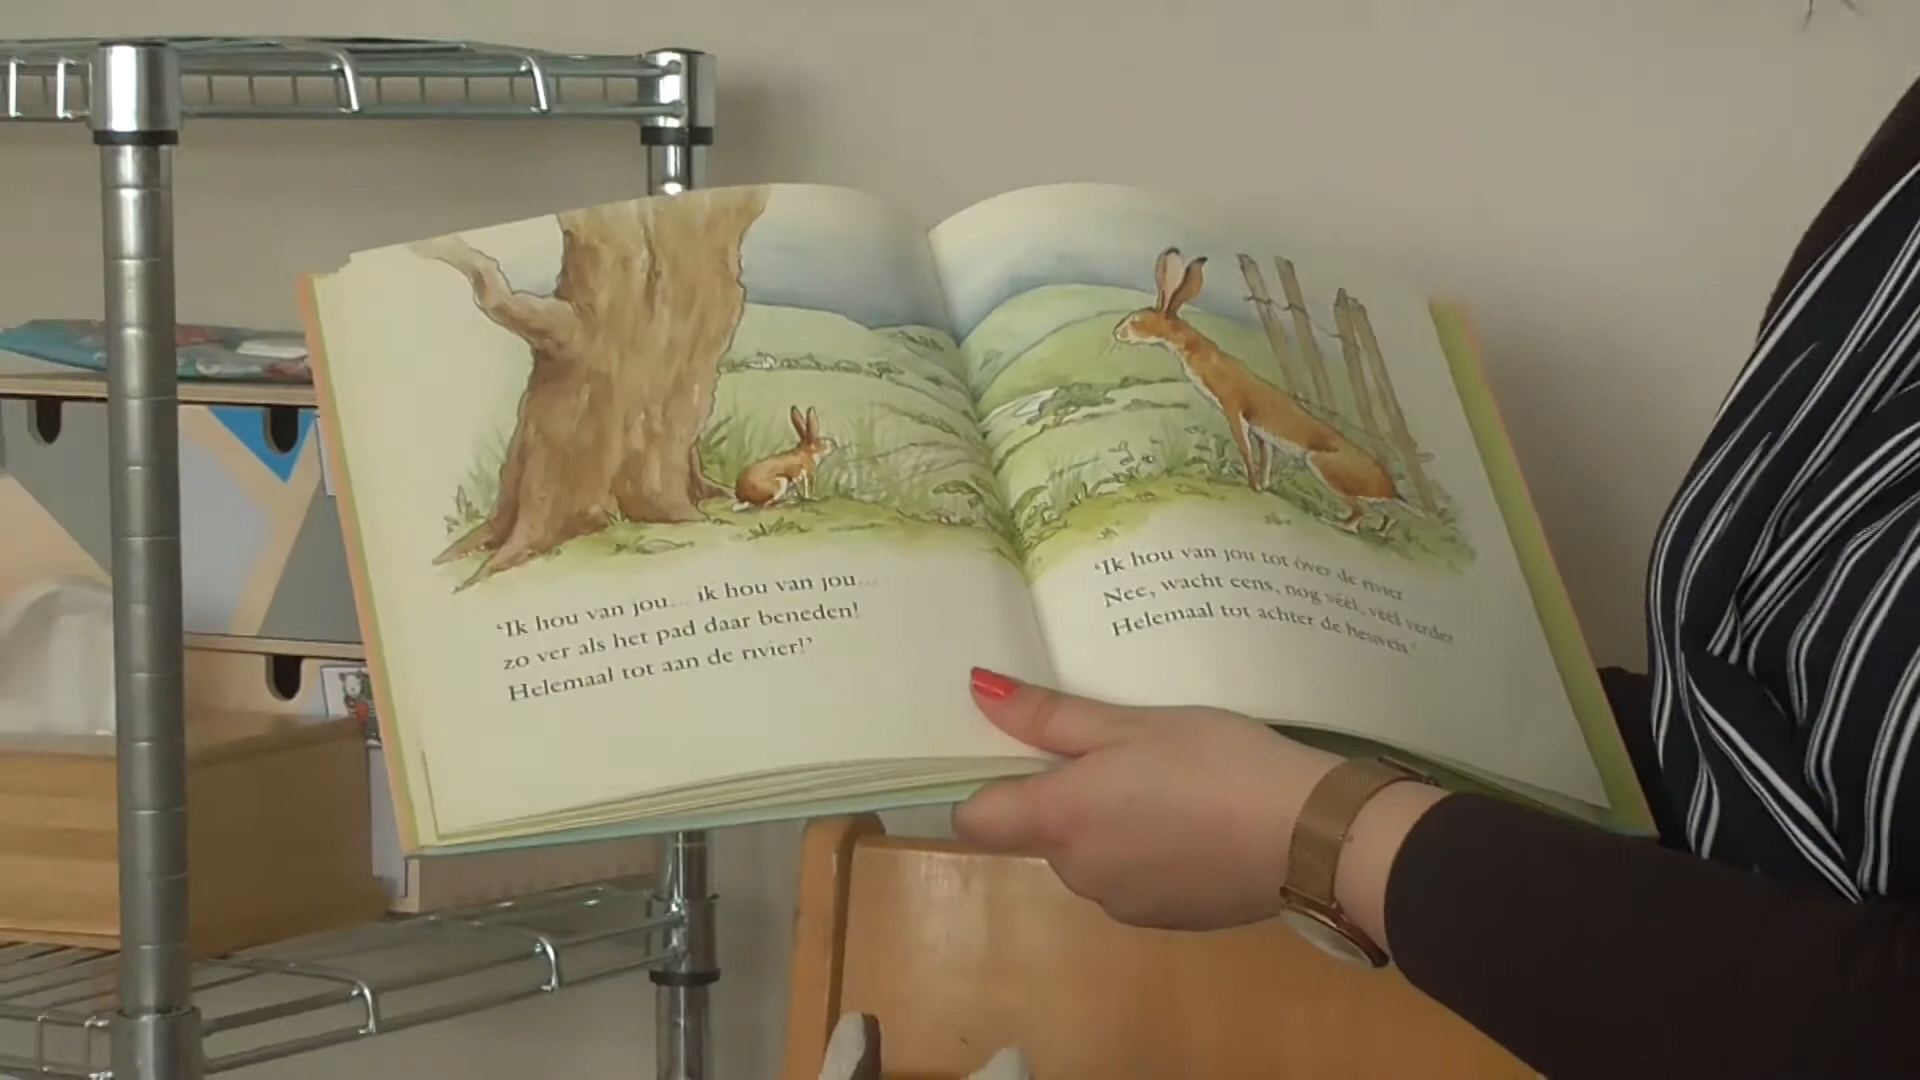 ‘Ik hou van jou... ik hou van jou...
zo ver als het pad daar beneden!
Helemaal tot aan de rivier!’
‘Ik hou van jou tot óver de rivier
Nee, wacht eens, nog véél, véél verder
Helemaal tot achter de heuvels’